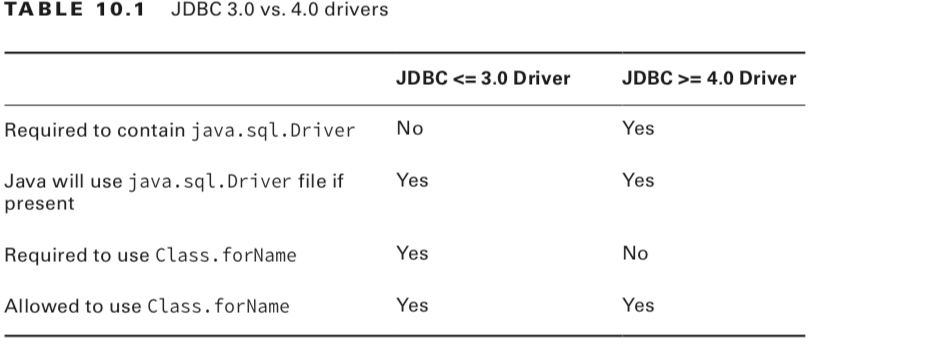 TABLE 10.1 JDBC 3.0 vs. 4.0 drivers
JDBC <= 3.0 Driver JDBC >= 4.0 Driver
Required to contain java.sql.Driver No Yes
Java will use java.sql.Driver file if Yes Yes
present
Required to use Class.forName Yes No
Allowed to use Class.forName Yes Yes